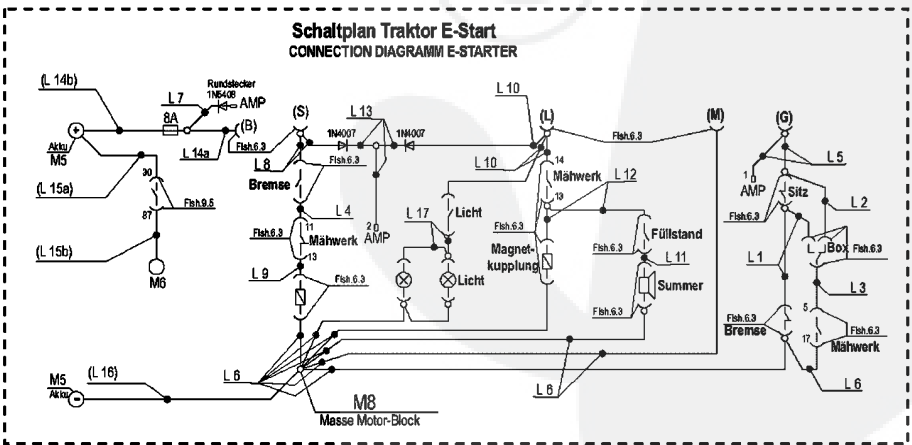 Schaltplan Traktor E-Start
CONNECTION DIAGRAMM E-STARTER
(L 14b)
L 7
Rundstecker
1N5408
AMP
8A
(B)
L 14a
Flsh.6.3
Akku
M5
(L 15a)
30
87
Flsh.9.5
(L 15b)
M6
(S)
L 13
1N4007
1N4007
L 8
Flsh.6.3
Bremse
L 4
2
AMP
11
Flsh.6.3
Mähwerk
13
L 9
Flsh.6.3
L 10
(L)
Flsh.6.3
(M)
L 10
14
Mähwerk
13
L 12
Licht
L 17
Flsh.6.3
Magnet-
kupplung
Licht
Flsh.6.3
Füllstand
L 11
Summer
Flsh.6.3
(G)
L 5
1
AMP
Sitz
Flsh.6.3
L 2
Box
Flsh.6.3
L 1
L 3
Flsh.6.3
Bremse
5
17
Flsh.6.3
Mähwerk
L 6
L 6
L 6
M5
Akku
(L 16)
M8
Masse Motor-Block